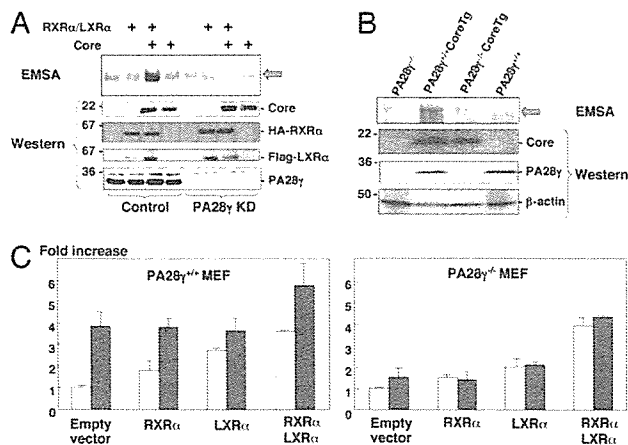 A
RXRα/LXRα + + + +
Core + + + +
EMSA
22
Core
67
HA-RXRα
Western
67
Flag-LXRα
36
PA28γ
Control PA28γ KD
B
PA28γ-/-
PA28γ+/+CoreTg
PA28γ-/-CoreTg
PA28γ+/+
EMSA
22
Core
36
PA28γ
Western
50
β-actin
C
Fold increase
PA28γ+/+ MEF
6
5
4
3
2
1
0
Empty vector
RXRα
LXRα
RXRα LXRα
PA28γ-/- MEF
6
5
4
3
2
1
0
Empty vector
RXRα
LXRα
RXRα LXRα